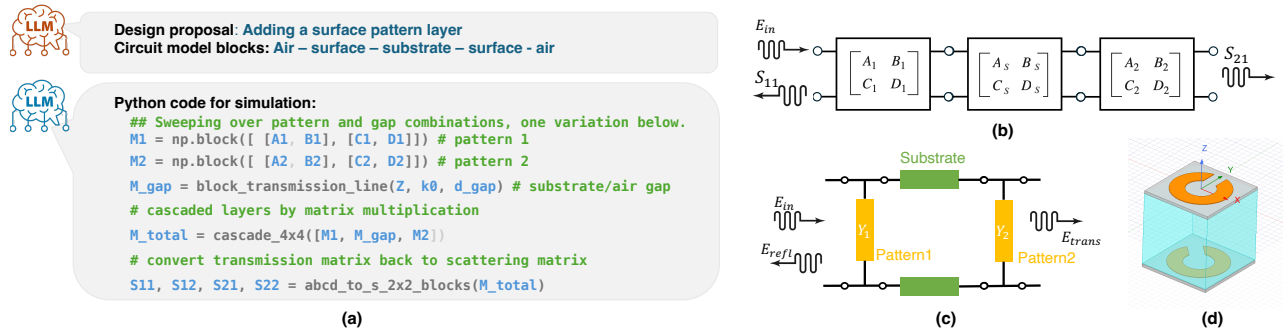 LLM
Design proposal: Adding a surface pattern layer
Circuit model blocks: Air – surface – substrate – surface - air
LLM
Python code for simulation:
## Sweeping over pattern and gap combinations, one variation below.
M1 = np.block([ [A1, B1], [C1, D1]]) # pattern 1
M2 = np.block([ [A2, B2], [C2, D2]]) # pattern 2
M_gap = block_transmission_line(Z, k0, d_gap) # substrate/air gap
# cascaded layers by matrix multiplication
M_total = cascade_4x4([M1, M_gap, M2])
# convert transmission matrix back to scattering matrix
S11, S12, S21, S22 = abcd_to_s_2x2_blocks(M_total)
(a)
E_in
S_11
A_1 B_1
C_1 D_1
A_S B_S
C_S D_S
A_2 B_2
C_2 D_2
S_21
(b)
Substrate
E_in
E_refl
Y_1
Pattern1
Y_2
Pattern2
E_trans
(c)
Z
Y
X
(d)